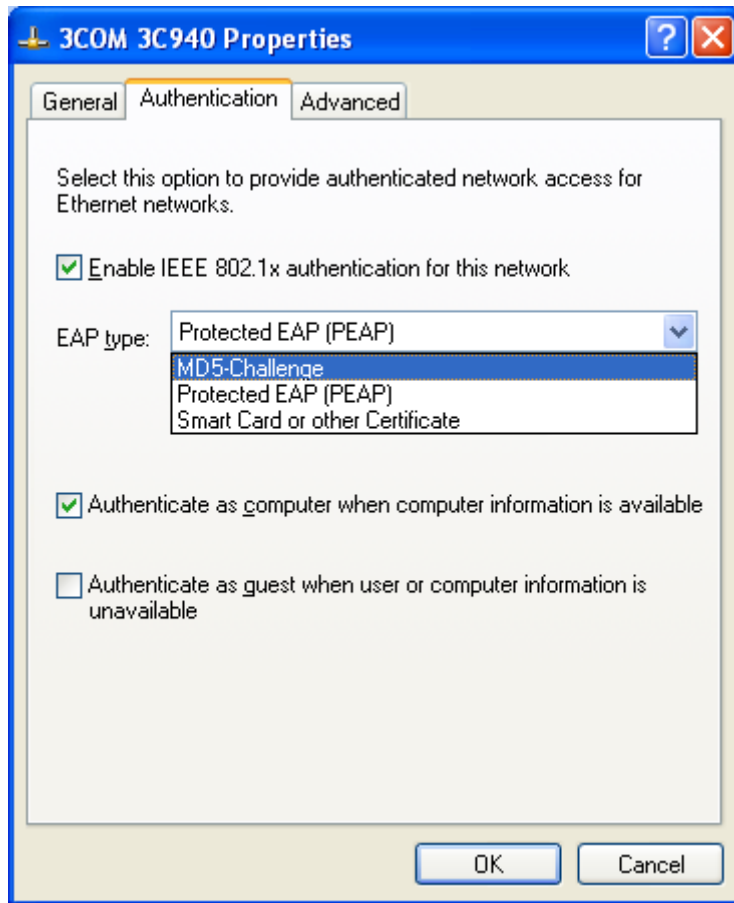 3COM 3C940 Properties
General Authentication Advanced
Select this option to provide authenticated network access for
Ethernet networks.
Enable IEEE 802.1x authentication for this network
EAP type: Protected EAP (PEAP)
MD5-Challenge
Protected EAP (PEAP)
Smart Card or other Certificate
Authenticate as computer when computer information is available
Authenticate as guest when user or computer information is
unavailable
OK Cancel